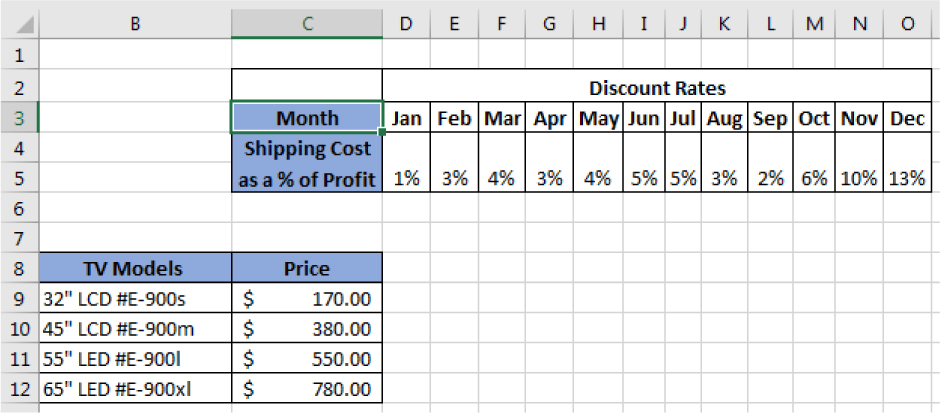 B C D E F G H I J K L M N O
1
2 Discount Rates
3 Month Jan Feb Mar Apr May Jun Jul Aug Sep Oct Nov Dec
4 Shipping Cost
5 as a % of Profit 1% 3% 4% 3% 4% 5% 5% 3% 2% 6% 10% 13%
6
7
8 TV Models Price
9 32" LCD #E-900s $ 170.00
10 45" LCD #E-900m $ 380.00
11 55" LED #E-900l $ 550.00
12 65" LED #E-900xl $ 780.00